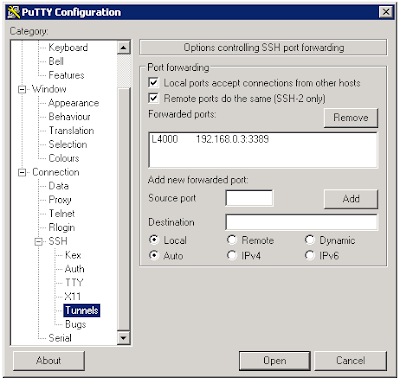 PuTTY Configuration
Category:
Keyboard
Bell
Features
Window
Appearance
Behaviour
Translation
Selection
Colours
Connection
Data
Proxy
Telnet
Rlogin
SSH
Kex
Auth
TTY
X11
Tunnels
Bugs
Serial
Options controlling SSH port forwarding
Port forwarding
Local ports accept connections from other hosts
Remote ports do the same (SSH-2 only)
Forwarded ports:
Remove
L4000 192.168.0.3:3389
Add new forwarded port:
Source port
Add
Destination
Local Remote Dynamic
Auto IPv4 IPv6
About Open Cancel